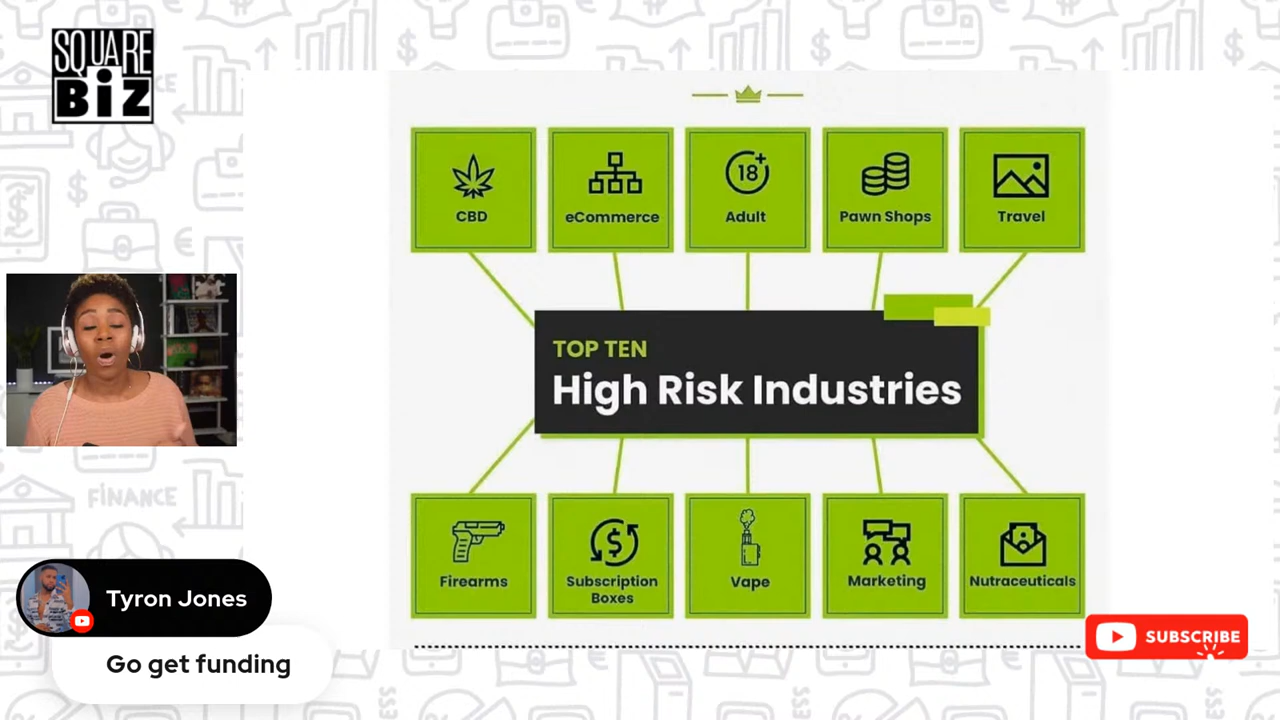 SQUARE
BiZ
CBD
eCommerce
18+
Adult
Pawn Shops
Travel
TOP TEN
High Risk Industries
Firearms
Subscription
Boxes
Vape
Marketing
Nutraceuticals
FINANCE
Tyron Jones
Go get funding
SUBSCRIBE